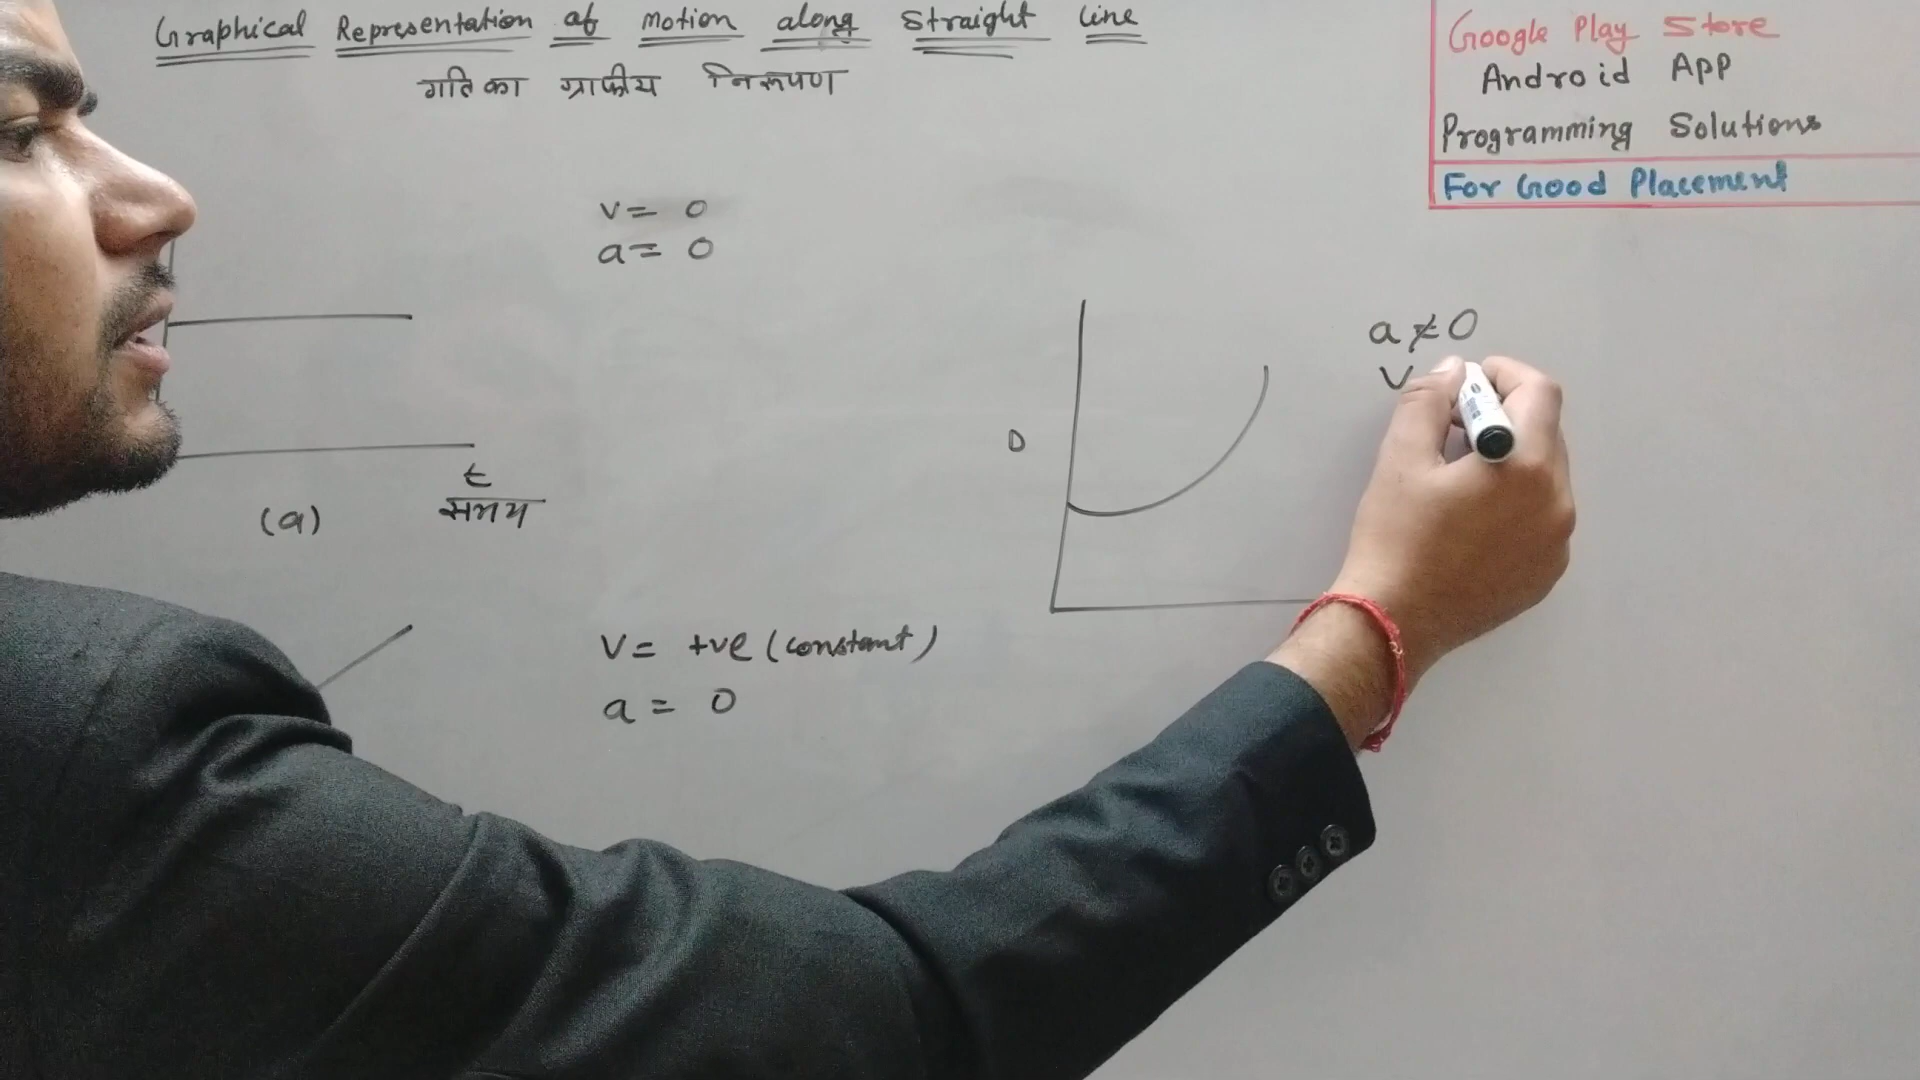 Graphical Representation of motion along straight line
गति का ग्राफीय निरूपण
Google Play Store
Android APP
Programming Solutions
For Good Placement
v = 0
a = 0
t
समय
(a)
a ≠ 0
v
D
v = +ve (constant)
a = 0